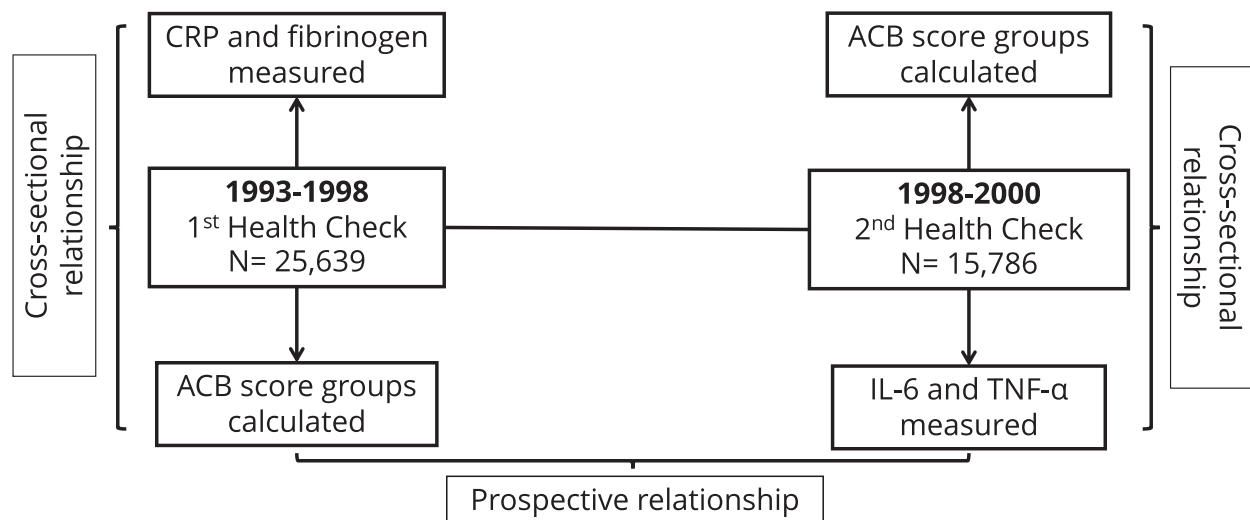 CRP and fibrinogen
measured
ACB score groups
calculated
Cross-sectional
relationship
1993-1998
1st Health Check
N= 25,639
1998-2000
2nd Health Check
N= 15,786
Cross-sectional
relationship
ACB score groups
calculated
IL-6 and TNF-α
measured
Prospective relationship